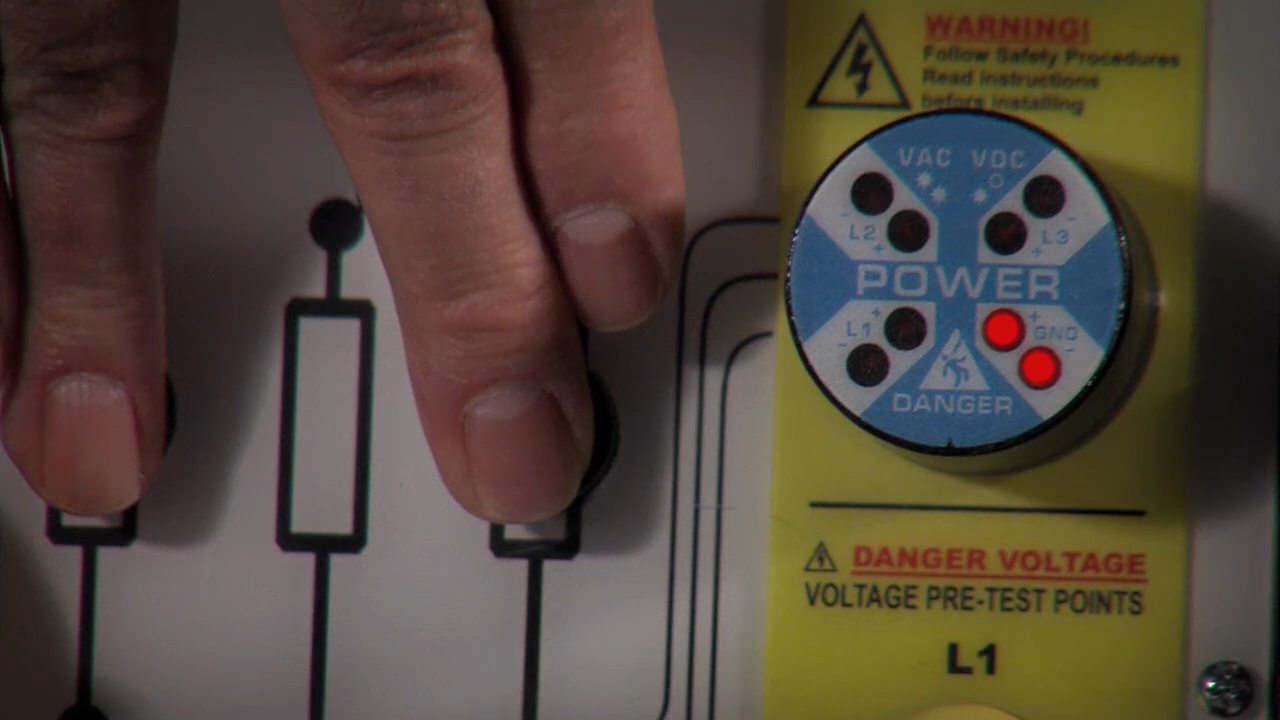 WARNING!
Follow Safety Procedures
Read instructions
before installing
VAC VDC
- L2 +
- L3 +
POWER
+ L1 -
+ GND -
DANGER
DANGER VOLTAGE
VOLTAGE PRE-TEST POINTS
L1